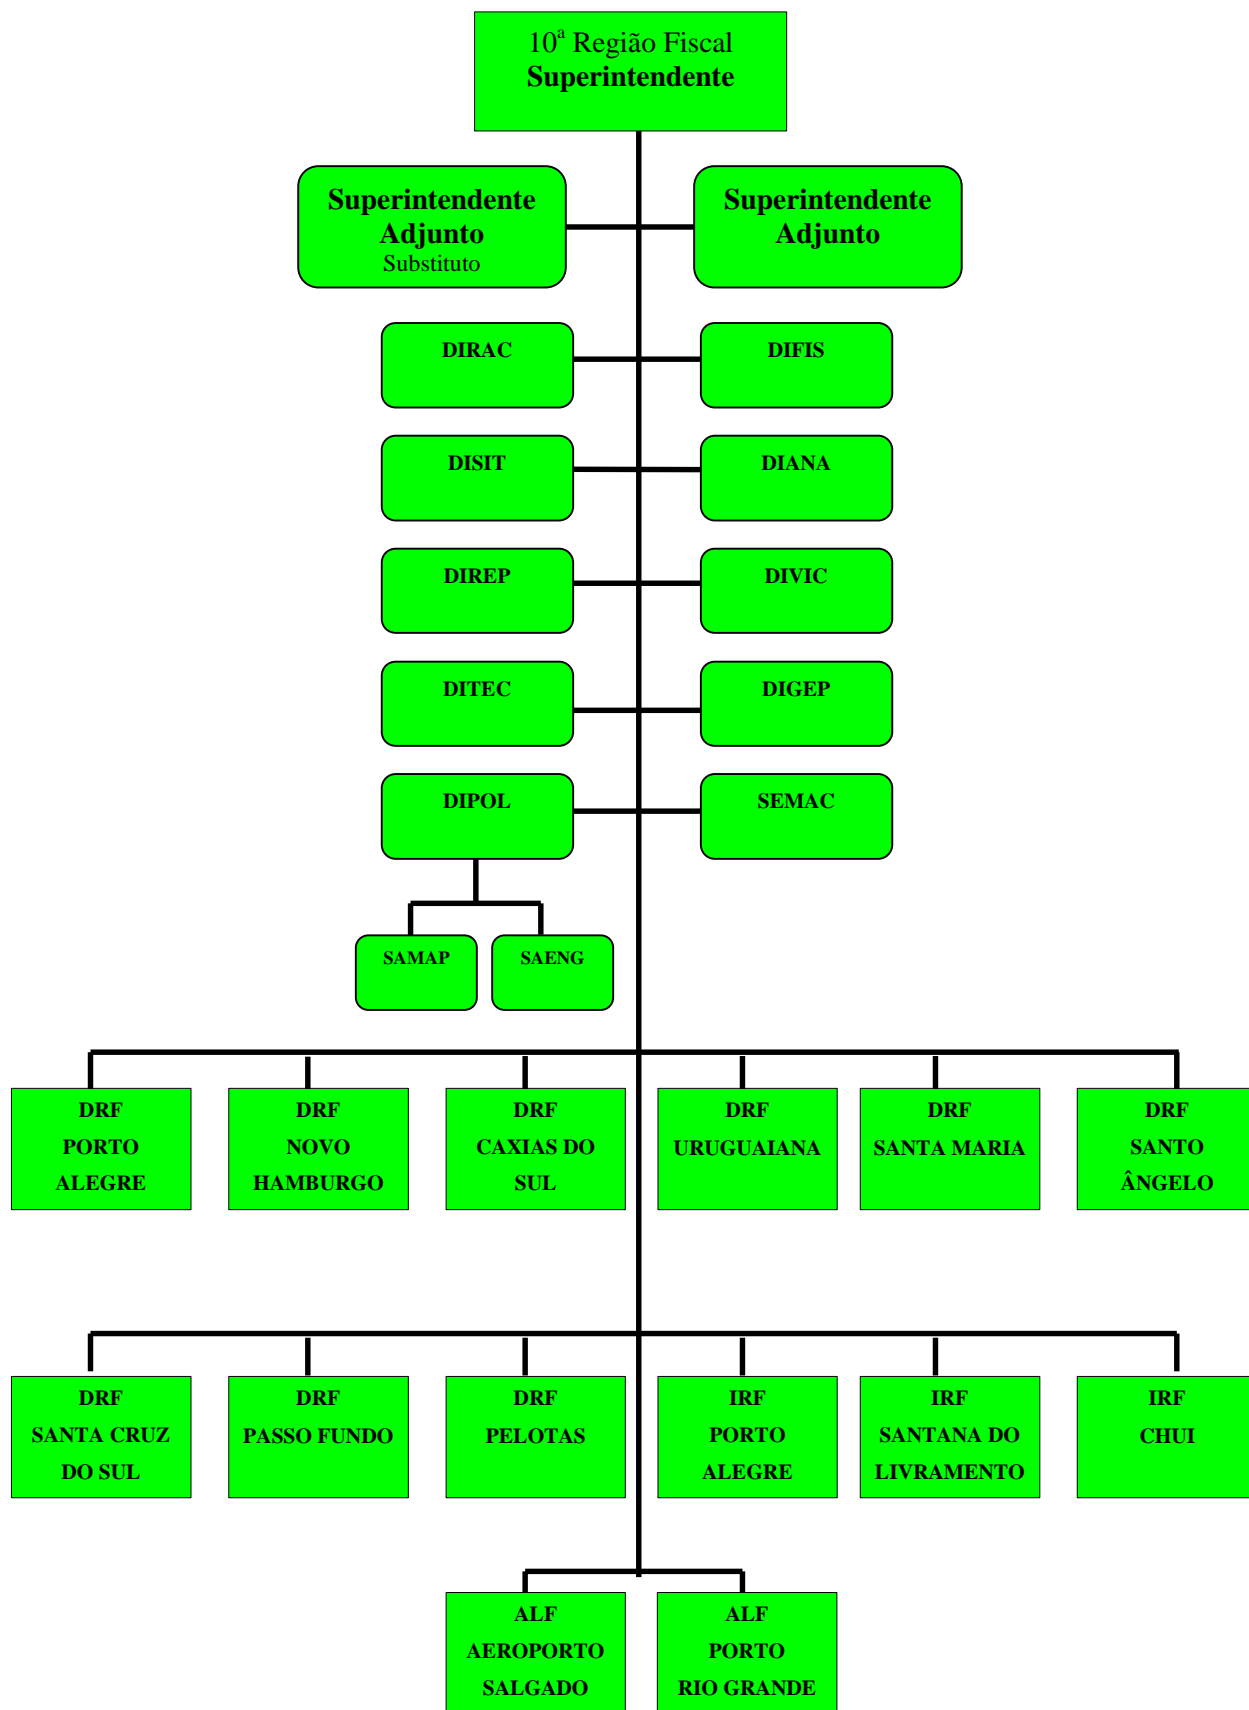 10ª Região Fiscal
Superintendente
Superintendente
Adjunto
Substituto
Superintendente
Adjunto
DIRAC
DIFIS
DISIT
DIANA
DIREP
DIVIC
DITEC
DIGEP
DIPOL
SEMAC
SAMAP
SAENG
DRF
PORTO
ALEGRE
DRF
NOVO
HAMBURGO
DRF
CAXIAS DO
SUL
DRF
URUGUAIANA
DRF
SANTA MARIA
DRF
SANTO
ÂNGELO
DRF
SANTA CRUZ
DO SUL
DRF
PASSO FUNDO
DRF
PELOTAS
IRF
PORTO
ALEGRE
IRF
SANTANA DO
LIVRAMENTO
IRF
CHUI
ALF
AEROPORTO
SALGADO
ALF
PORTO
RIO GRANDE